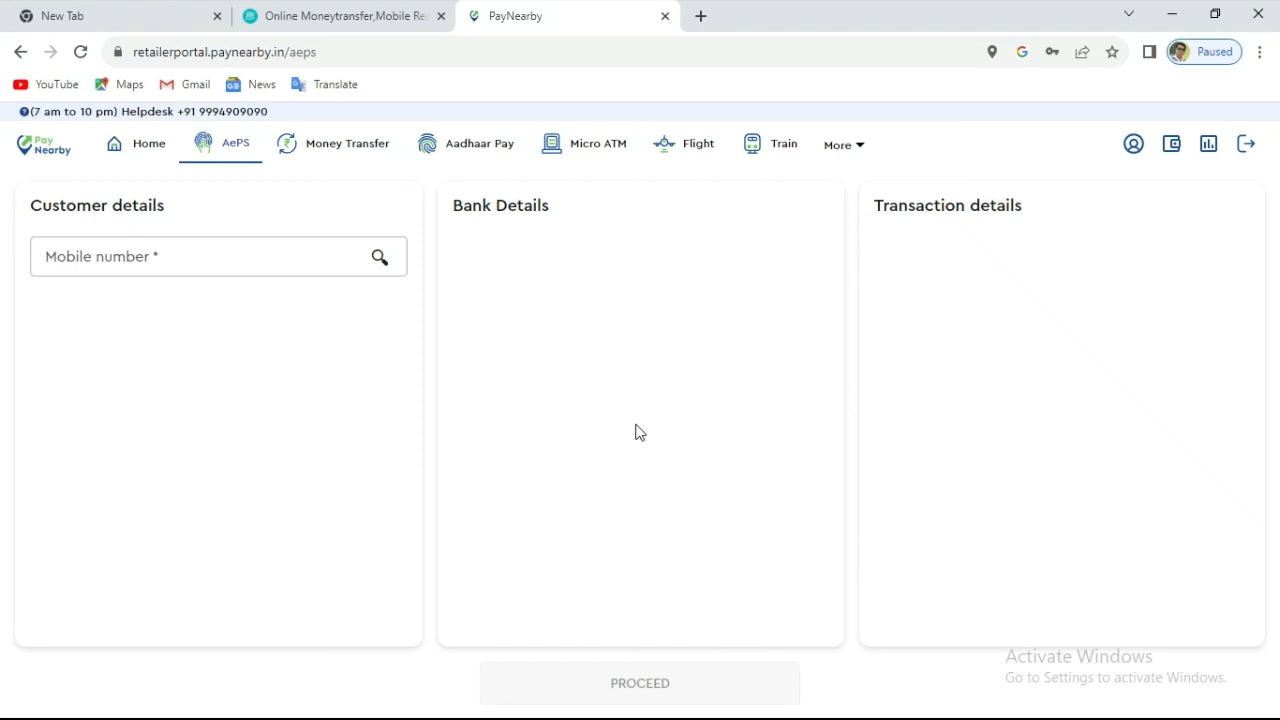 New Tab
Online Moneytransfer,Mobile Re
PayNearby
retailerportal.paynearby.in/aeps
Paused
YouTube
Maps
Gmail
News
Translate
(7 am to 10 pm) Helpdesk +91 9994909090
Pay Nearby
Home
AePS
Money Transfer
Aadhaar Pay
Micro ATM
Flight
Train
More
Customer details
Bank Details
Transaction details
Mobile number *
Activate Windows
Go to Settings to activate Windows.
PROCEED